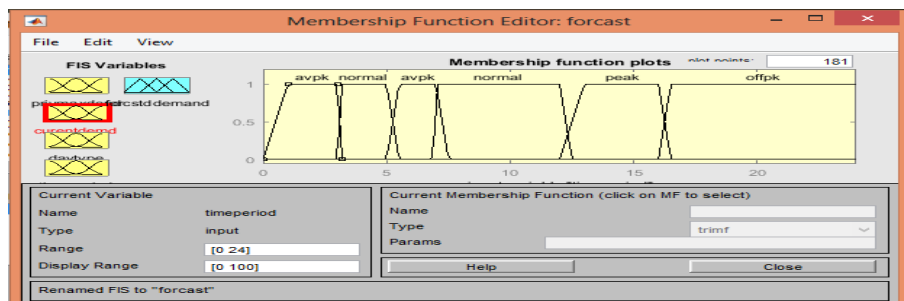 Membership Function Editor: forcast
File Edit View
FIS Variables
Membership function plots
plot points:
181
forcstddemand
curentdemd
daytype
avpk normal avpk normal peak offpk
1
0.5
0
0 5 10 15 20
Current Variable
Name timeperiod
Type input
Range [0 24]
Display Range [0 100]
Current Membership Function (click on MF to select)
Name
Type trimf
Params
Help Close
Renamed FIS to "forcast"